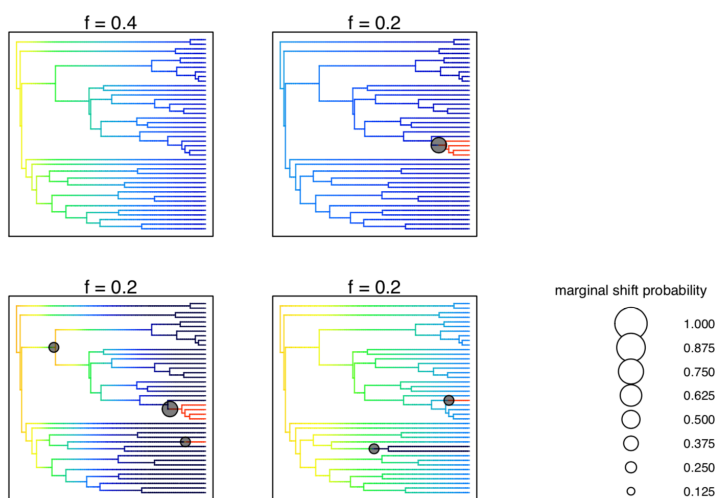 f = 0.4
f = 0.2
f = 0.2
f = 0.2
marginal shift probability
1.000
0.875
0.750
0.625
0.500
0.375
0.250
0.125